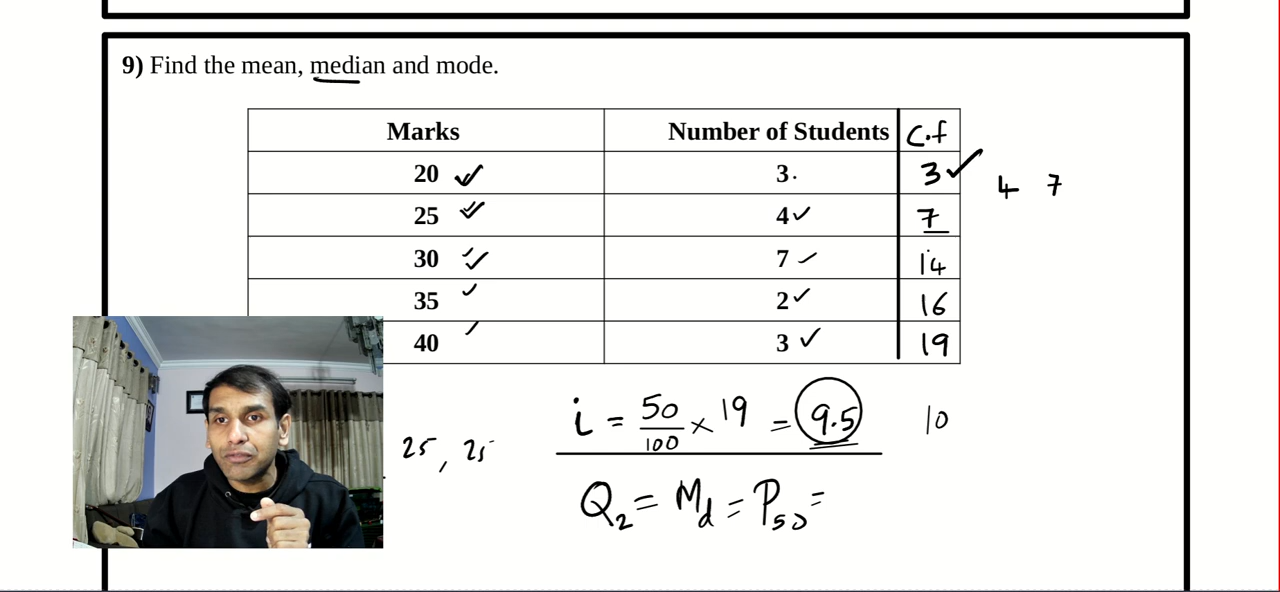 9) Find the mean, median and mode.
Marks Number of Students C.f
20 3 3
4 7
25 4 7
30 7 14
35 2 16
40 3 19
i = 50/100 × 19 = 9.5 10
25, 25
Q2 = Md = P50 =